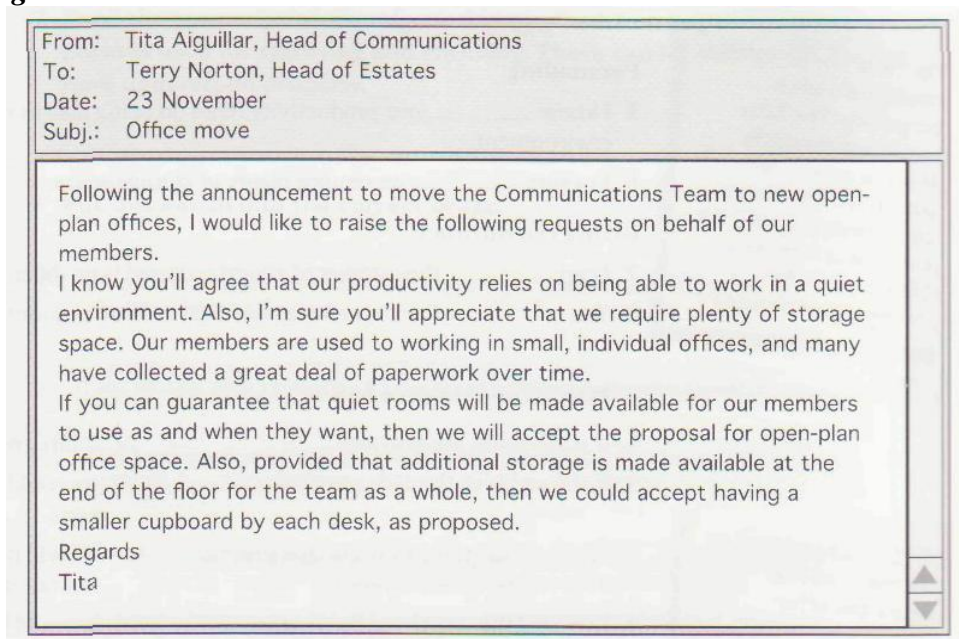 From: Tita Aiguillar, Head of Communications
To: Terry Norton, Head of Estates
Date: 23 November
Subj.: Office move
Following the announcement to move the Communications Team to new open-
plan offices, I would like to raise the following requests on behalf of our
members.
I know you'll agree that our productivity relies on being able to work in a quiet
environment. Also, I'm sure you'll appreciate that we require plenty of storage
space. Our members are used to working in small, individual offices, and many
have collected a great deal of paperwork over time.
If you can guarantee that quiet rooms will be made available for our members
to use as and when they want, then we will accept the proposal for open-plan
office space. Also, provided that additional storage is made available at the
end of the floor for the team as a whole, then we could accept having a
smaller cupboard by each desk, as proposed.
Regards
Tita